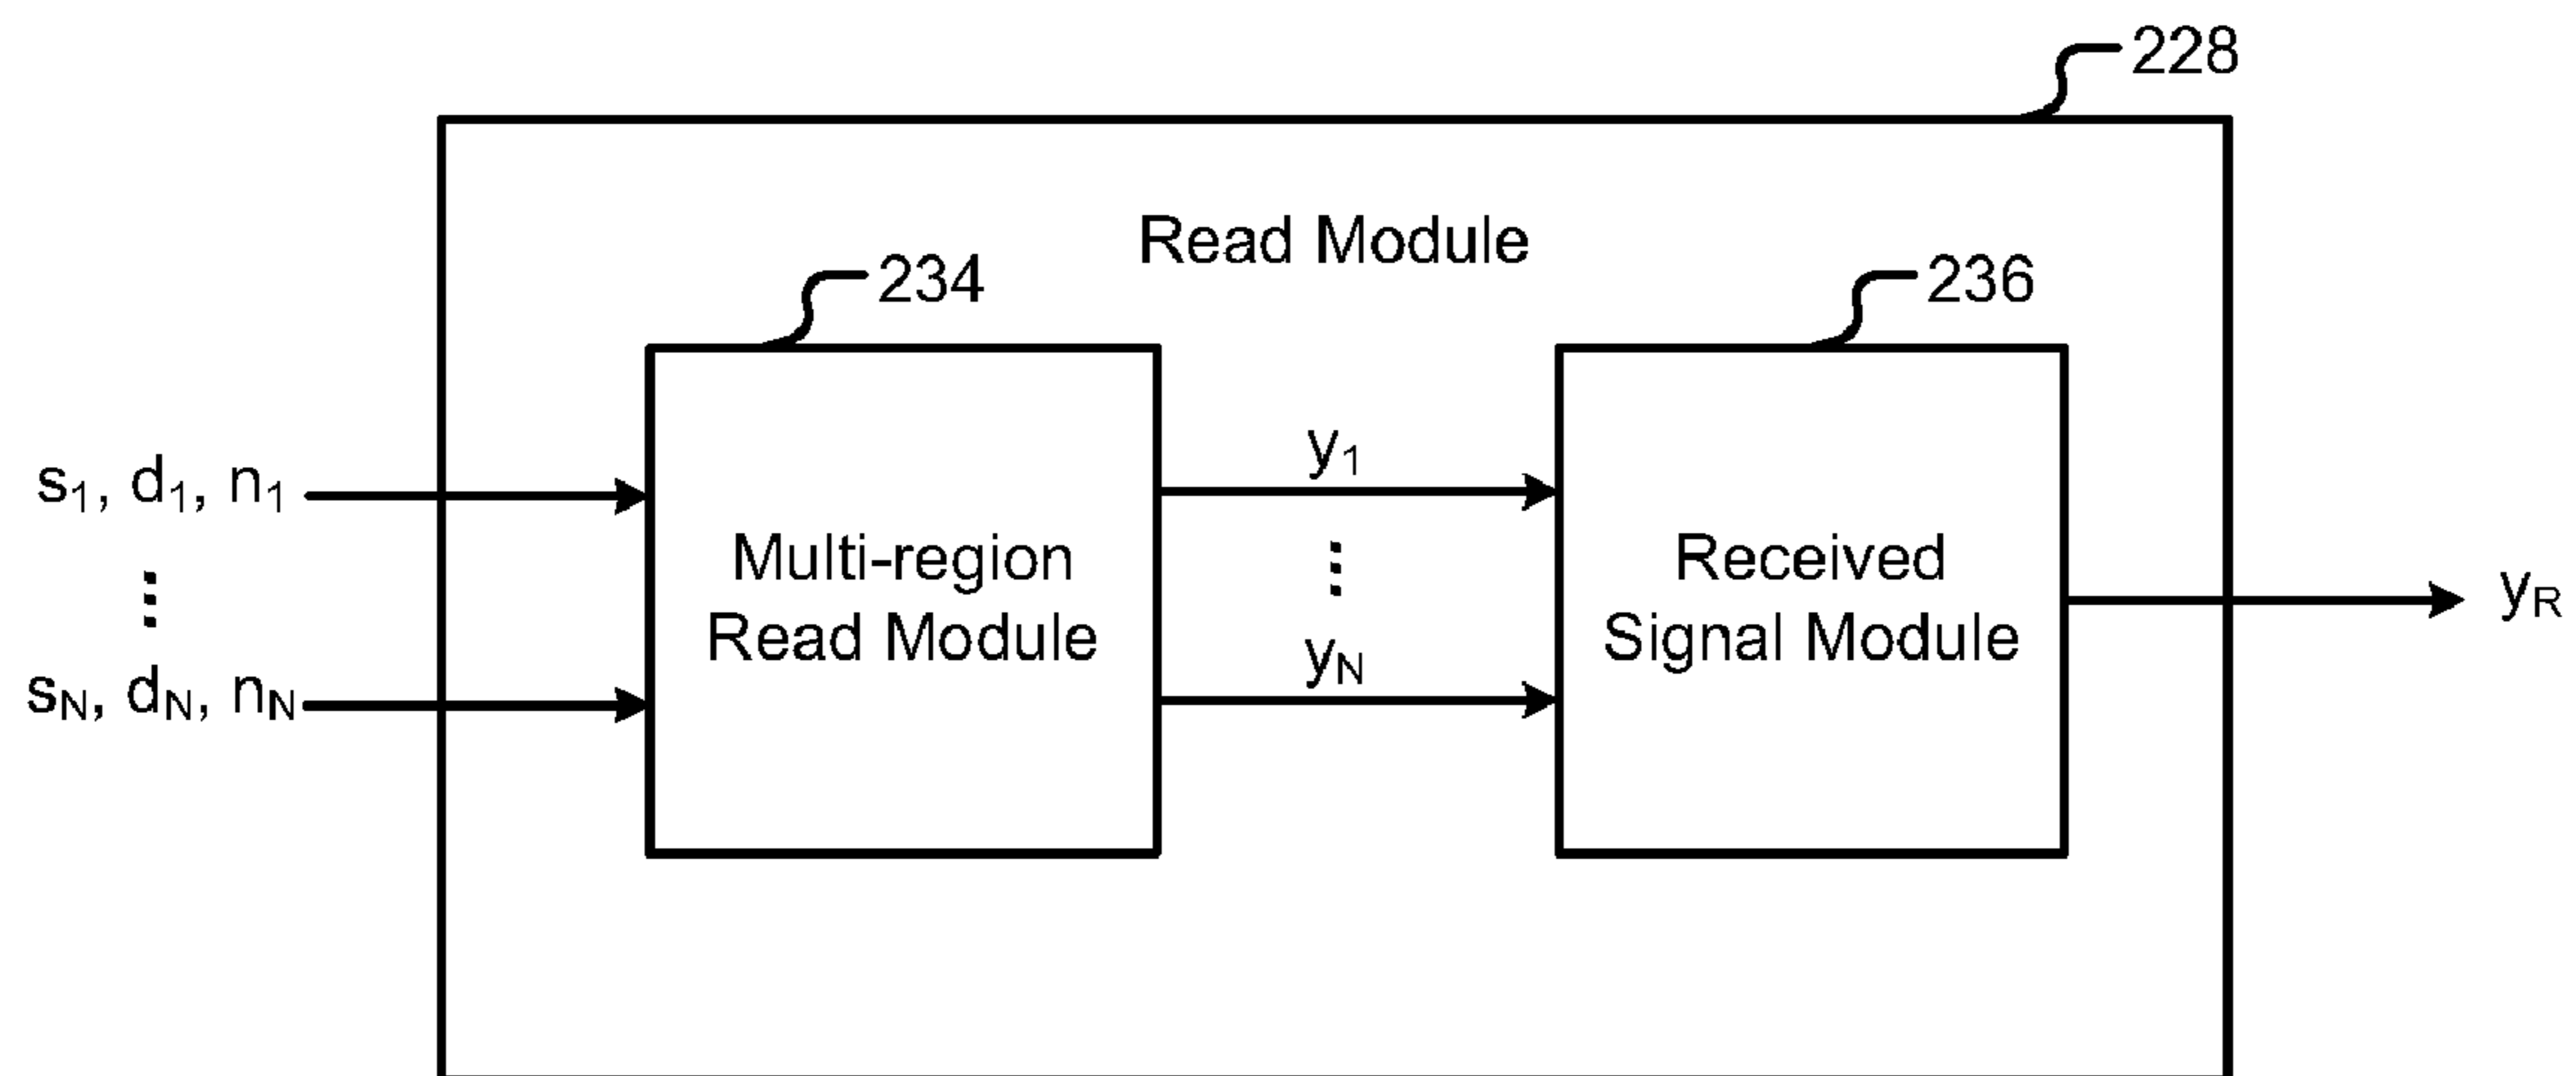 228
Read Module
234
236
s₁, d₁, n₁
⋮
sN, dN, nN
Multi-region
Read Module
y₁
⋮
yN
Received
Signal Module
yR